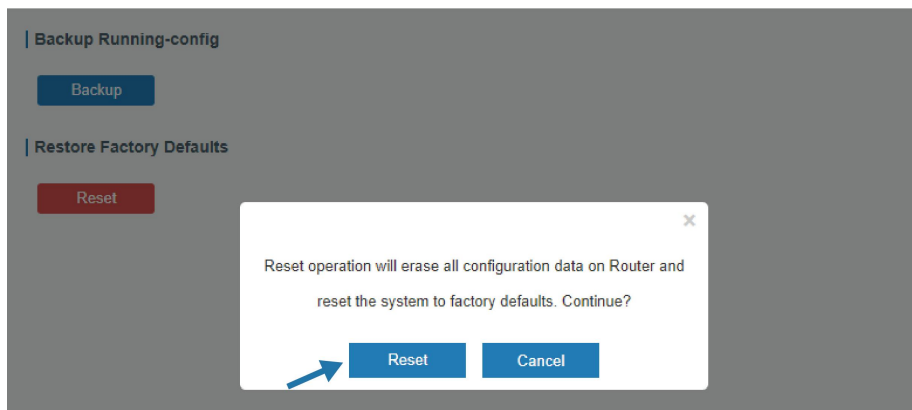 Backup Running-config
Backup
Restore Factory Defaults
Reset
×
Reset operation will erase all configuration data on Router and
reset the system to factory defaults. Continue?
Reset Cancel